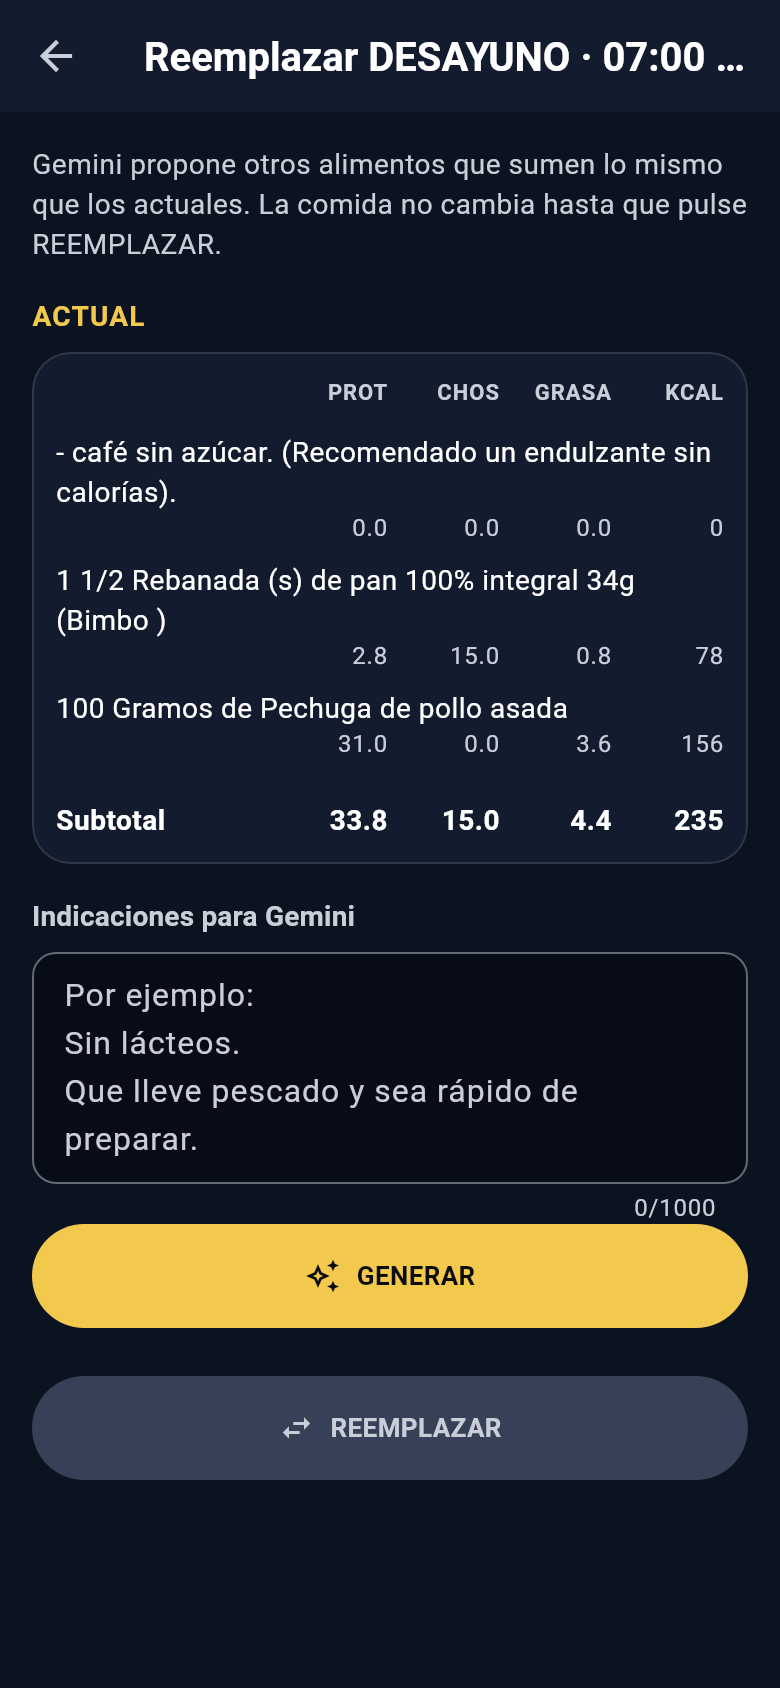 Reemplazar DESAYUNO · 07:00 ...
Gemini propone otros alimentos que sumen lo mismo
que los actuales. La comida no cambia hasta que pulse
REEMPLAZAR.
ACTUAL
PROT CHOS GRASA KCAL
- café sin azúcar. (Recomendado un endulzante sin
calorías).
0.0 0.0 0.0 0
1 1/2 Rebanada (s) de pan 100% integral 34g
(Bimbo )
2.8 15.0 0.8 78
100 Gramos de Pechuga de pollo asada
31.0 0.0 3.6 156
Subtotal 33.8 15.0 4.4 235
Indicaciones para Gemini
Por ejemplo:
Sin lácteos.
Que lleve pescado y sea rápido de
preparar.
0/1000
GENERAR
REEMPLAZAR